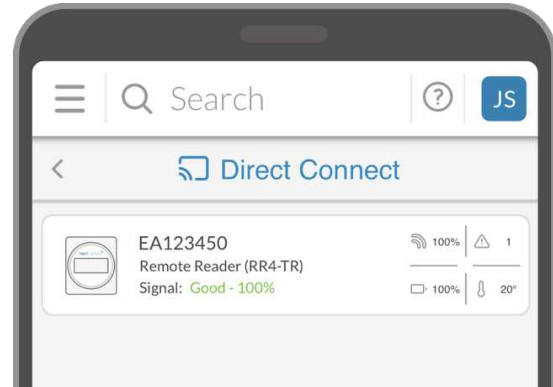 Search
JS
Direct Connect
EA123450
Remote Reader (RR4-TR)
Signal: Good - 100%
100%
1
100%
20°